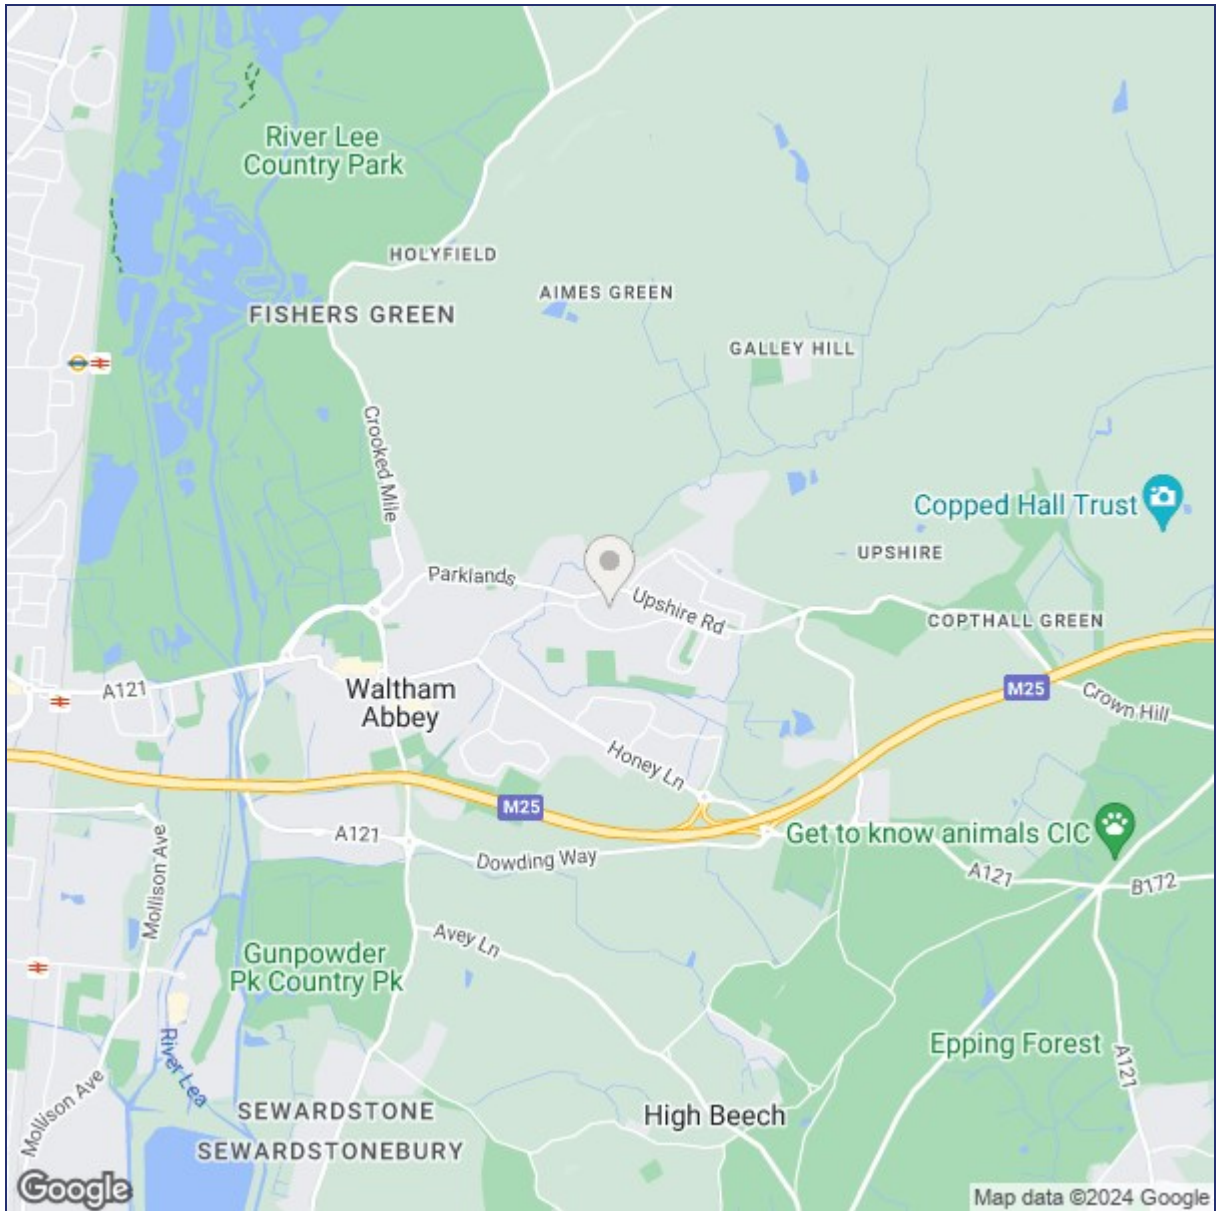 River Lee
Country Park
HOLYFIELD
AIMES GREEN
FISHERS GREEN
GALLEY HILL
Crooked Mile
Copped Hall Trust
UPSHIRE
Parklands
Upshire Rd
COPTHALL GREEN
A121
Waltham
Abbey
M25
Crown Hill
Honey Ln
M25
A121
Mollison Ave
Dowding Way
Get to know animals CIC
A121
B172
Avey Ln
Gunpowder
Pk Country Pk
River Lea
Epping Forest
A121
Mollison Ave
SEWARDSTONE
High Beech
SEWARDSTONEBURY
Google
Map data ©2024 Google